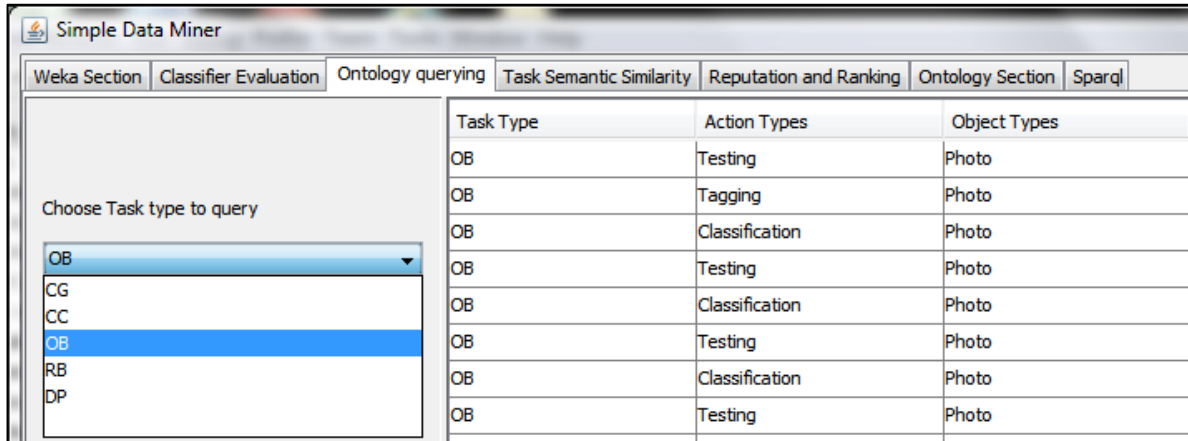 Simple Data Miner
Weka Section Classifier Evaluation Ontology querying Task Semantic Similarity Reputation and Ranking Ontology Section Sparql
Choose Task type to query
OB
CG
CC
OB
RB
DP
Task Type Action Types Object Types
OB Testing Photo
OB Tagging Photo
OB Classification Photo
OB Testing Photo
OB Classification Photo
OB Testing Photo
OB Classification Photo
OB Testing Photo